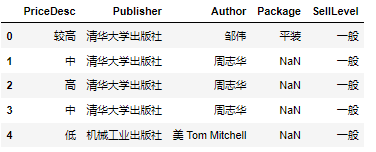 PriceDesc Publisher Author Package SellLevel
0 较高 清华大学出版社 邹伟 平装 一般
1 中 清华大学出版社 周志华 NaN 一般
2 高 清华大学出版社 周志华 NaN 一般
3 中 清华大学出版社 周志华 NaN 一般
4 低 机械工业出版社 美 Tom Mitchell NaN 一般